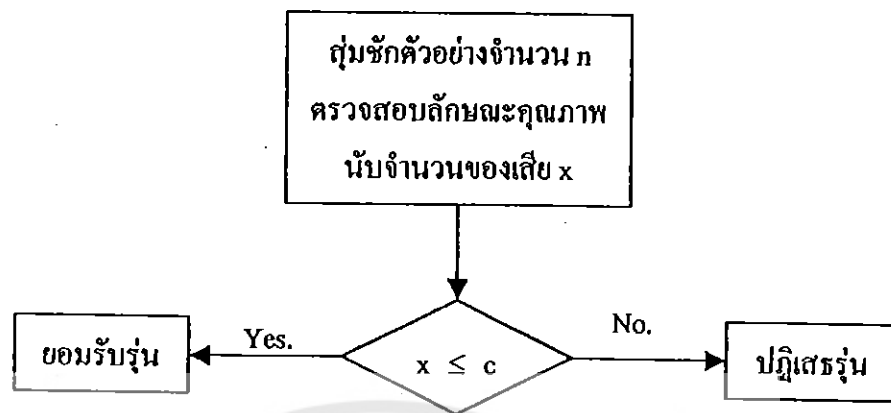 สุ่มชักตัวอย่างจำนวน n
ตรวจสอบลักษณะคุณภาพ
นับจำนวนของเสีย x
Yes.
No.
ยอมรับรุ่น
x ≤ c
ปฏิเสธรุ่น